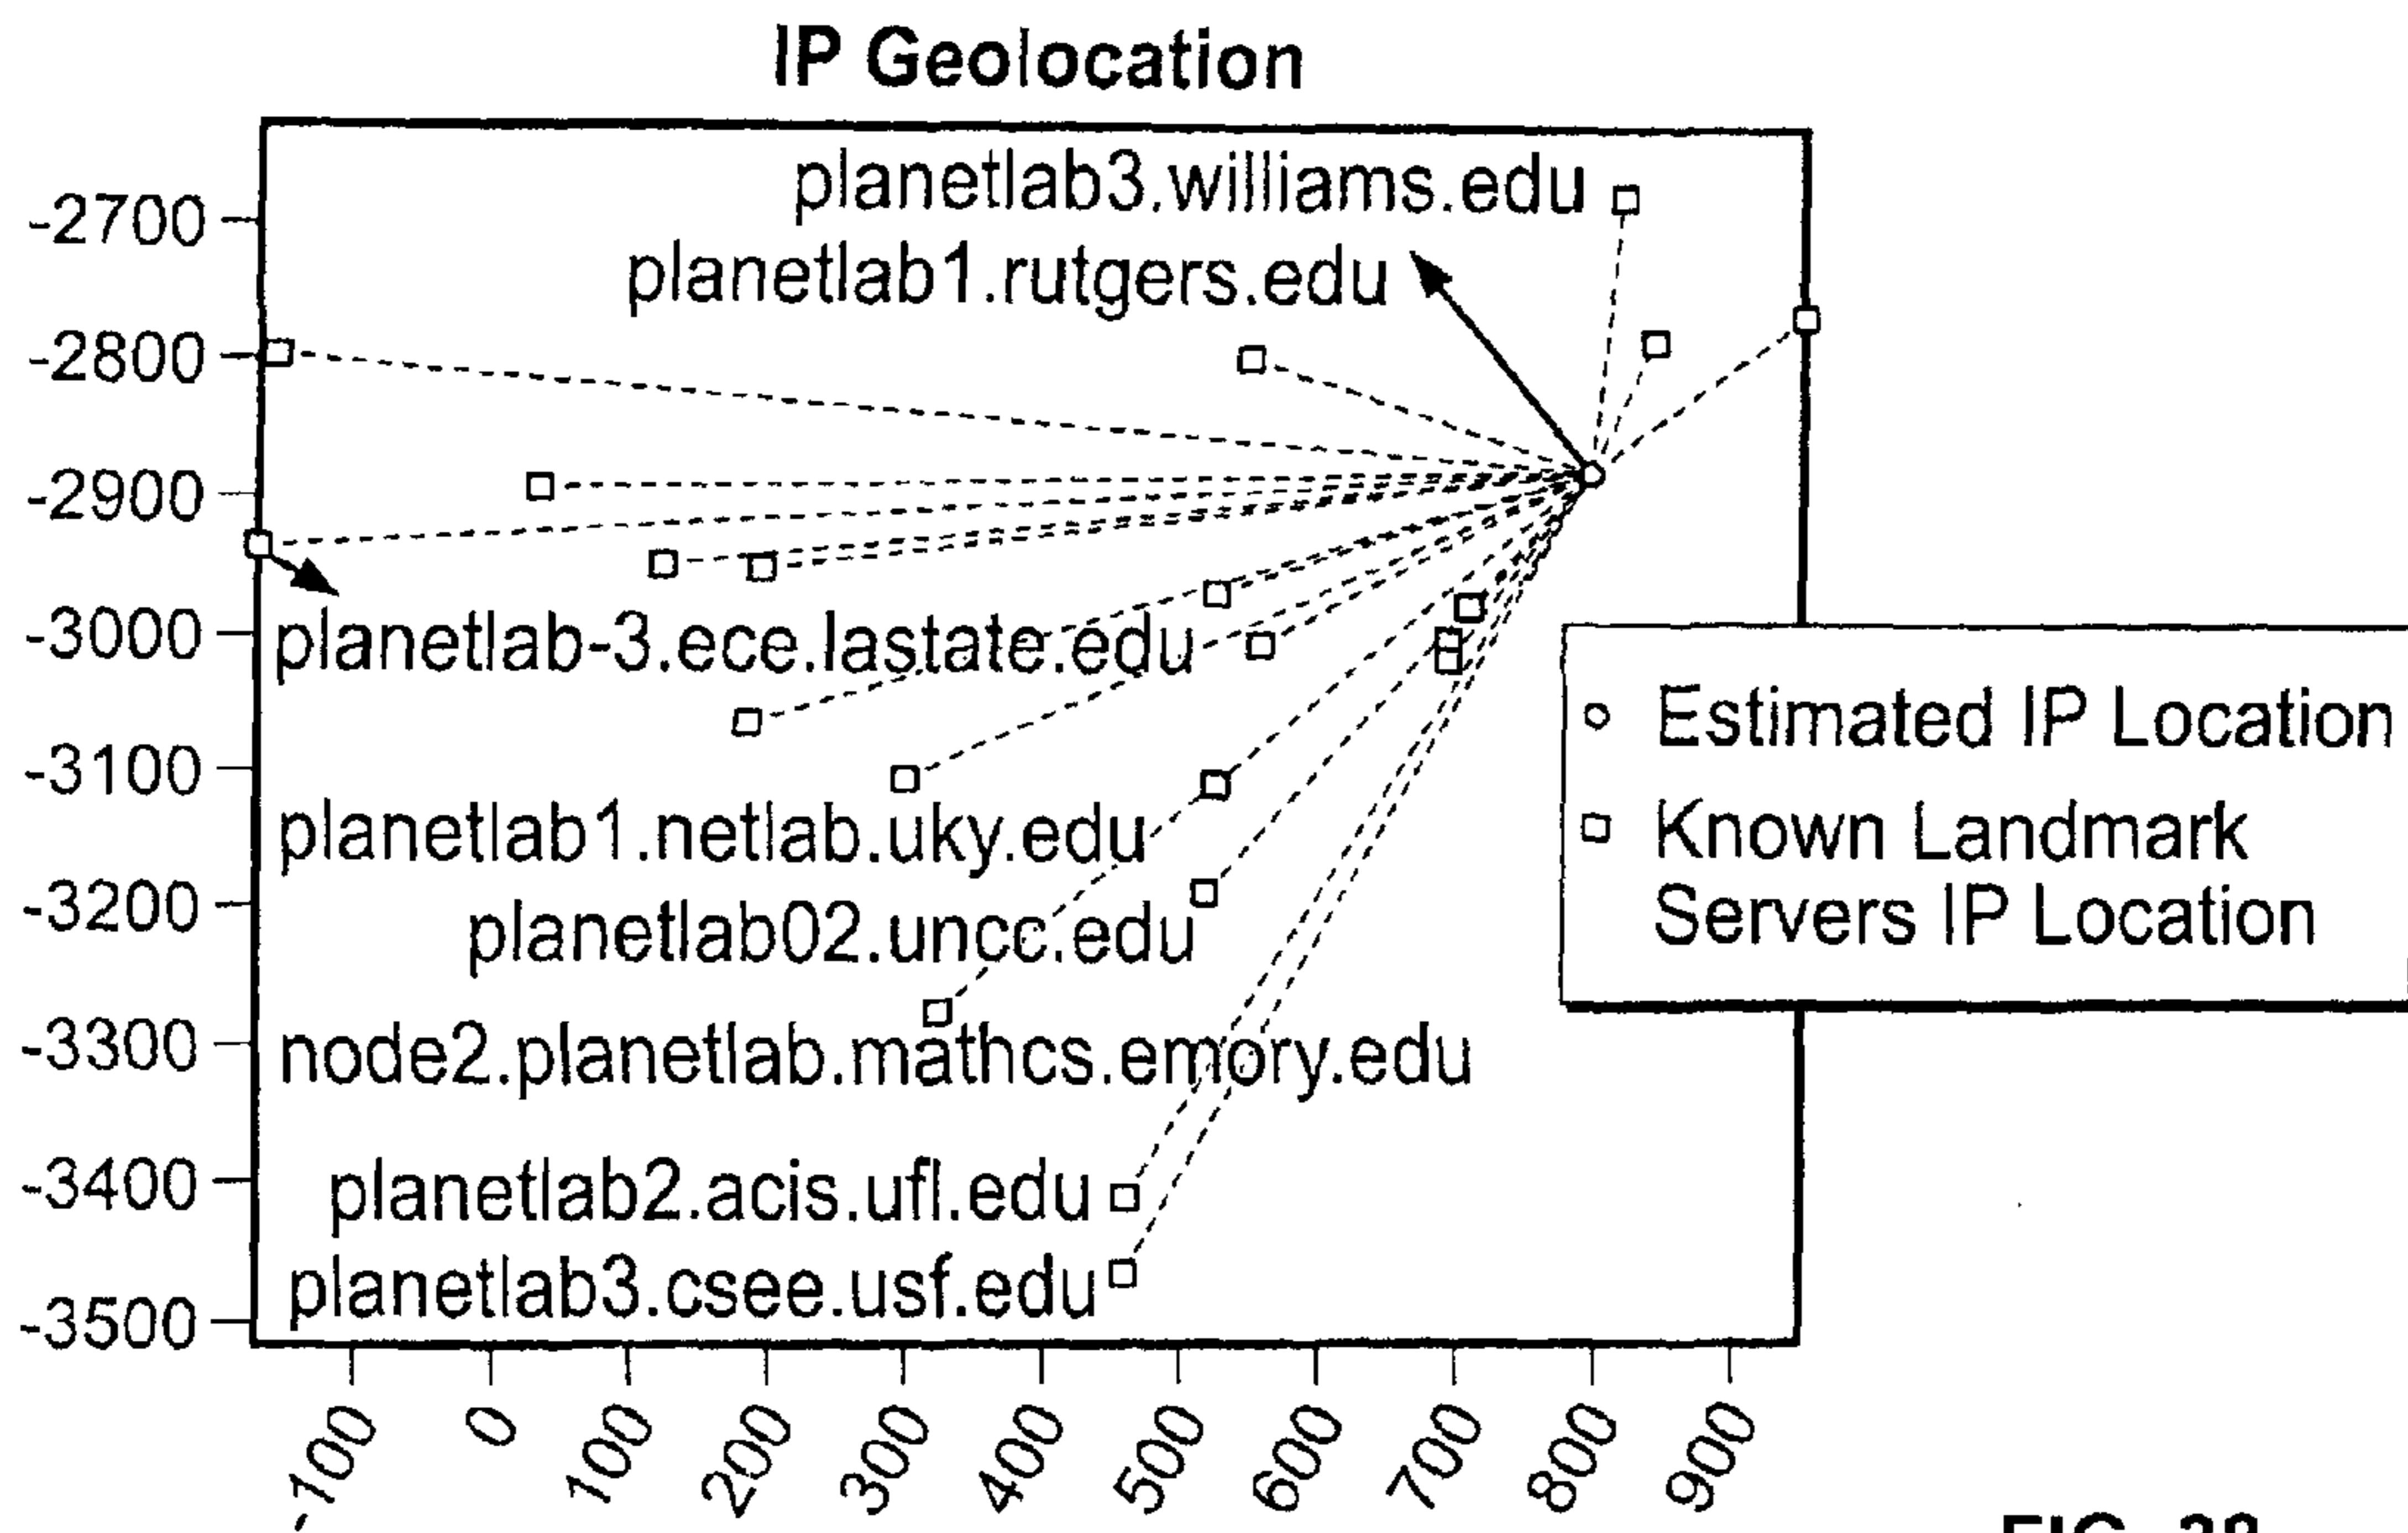 IP Geolocation
planetlab3.williams.edu
planetlab1.rutgers.edu
-2700
-2800
-2900
-3000
-3100
-3200
-3300
-3400
-3500
planetlab-3.ece.lastate.edu
planetlab1.netlab.uky.edu
planetlab02.uncc.edu
node2.planetlab.mathcs.emory.edu
planetlab2.acis.ufl.edu
planetlab3.csee.usf.edu
Estimated IP Location
Known Landmark
Servers IP Location
-100 0 100 200 300 400 500 600 700 800 900